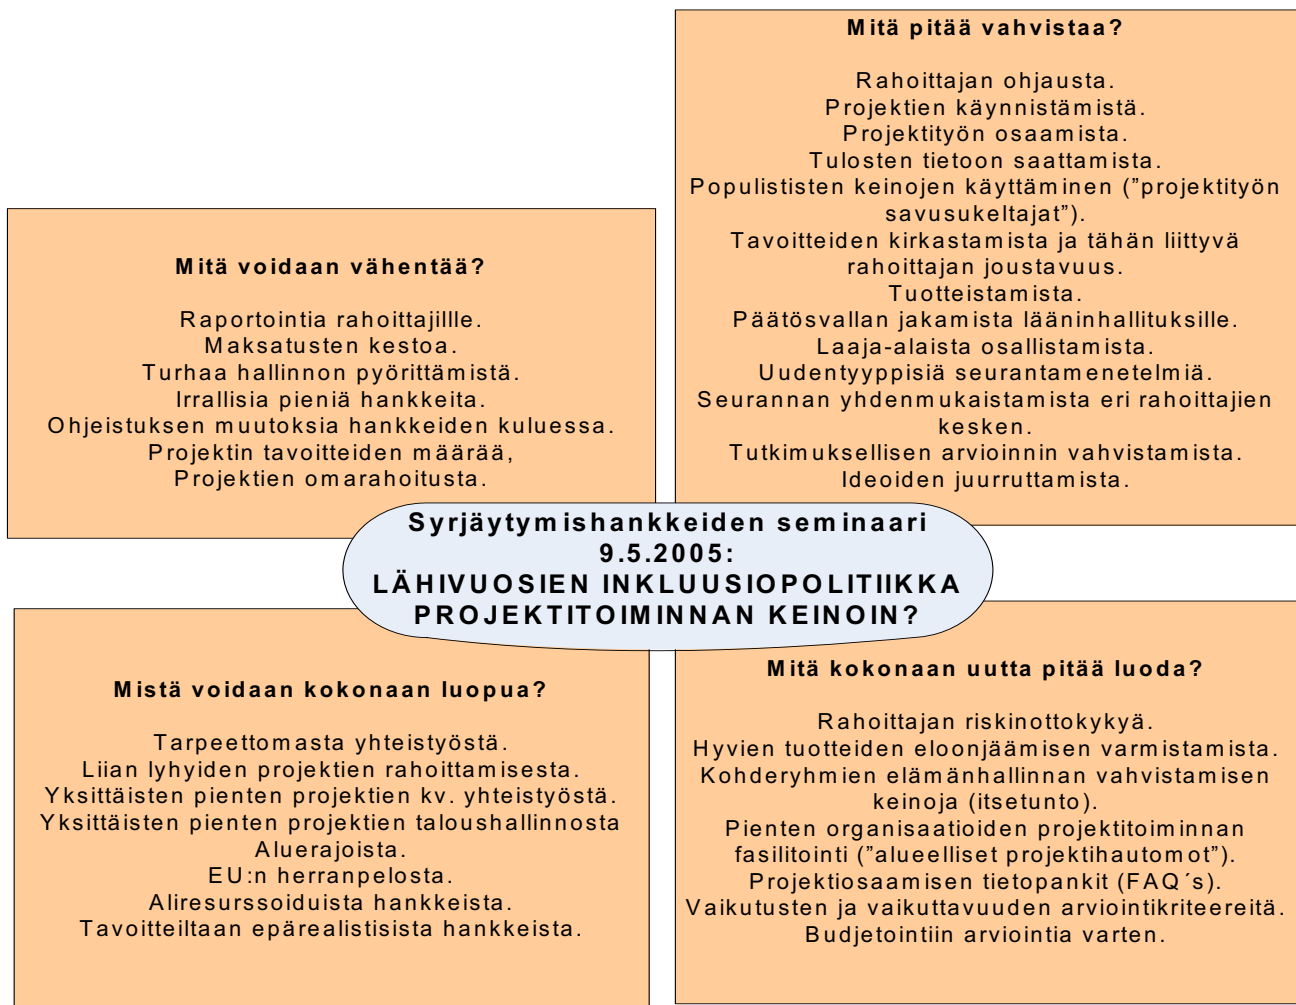 Mitä pitää vahvistaa?
Rahoittajan ohjausta.
Projektien käynnistämistä.
Projektityön osaamista.
Tulosten tietoon saattamista.
Populististen keinojen käyttäminen (”projektityön
savusukeltajat”).
Tavoitteiden kirkastamista ja tähän liittyvä
rahoittajan joustavuus.
Tuotteistamista.
Päätösvallan jakamista lääninhallituksille.
Laaja-alaista osallistamista.
Uudentyyppisiä seurantamenetelmiä.
Seurannan yhdenmukaistamista eri rahoittajien
kesken.
Tutkimuksellisen arvioinnin vahvistamista.
Ideoiden juurruttamista.
Mitä voidaan vähentää?
Raportointia rahoittajillle.
Maksatusten kestoa.
Turhaa hallinnon pyörittämistä.
Irrallisia pieniä hankkeita.
Ohjeistuksen muutoksia hankkeiden kuluessa.
Projektin tavoitteiden määrää,
Projektien omarahoitusta.
Syrjäytymishankkeiden seminaari
9.5.2005:
LÄHIVUOSIEN INKLUUSIOPOLITIIKKA
PROJEKTITOIMINNAN KEINOIN?
Mistä voidaan kokonaan luopua?
Tarpeettomasta yhteistyöstä.
Liian lyhyiden projektien rahoittamisesta.
Yksittäisten pienten projektien kv. yhteistyöstä.
Yksittäisten pienten projektien taloushallinnosta
Aluerajoista.
EU:n herranpelosta.
Aliresurssoiduista hankkeista.
Tavoitteiltaan epärealistisista hankkeista.
Mitä kokonaan uutta pitää luoda?
Rahoittajan riskinottokykyä.
Hyvien tuotteiden eloonjäämisen varmistamista.
Kohderyhmien elämänhallinnan vahvistamisen
keinoja (itsetunto).
Pienten organisaatioiden projektitoiminnan
fasilitointi (”alueelliset projektihautomot”).
Projektiosaamisen tietopankit (FAQ´s).
Vaikutusten ja vaikuttavuuden arviointikriteereitä.
Budjetointiin arviointia varten.